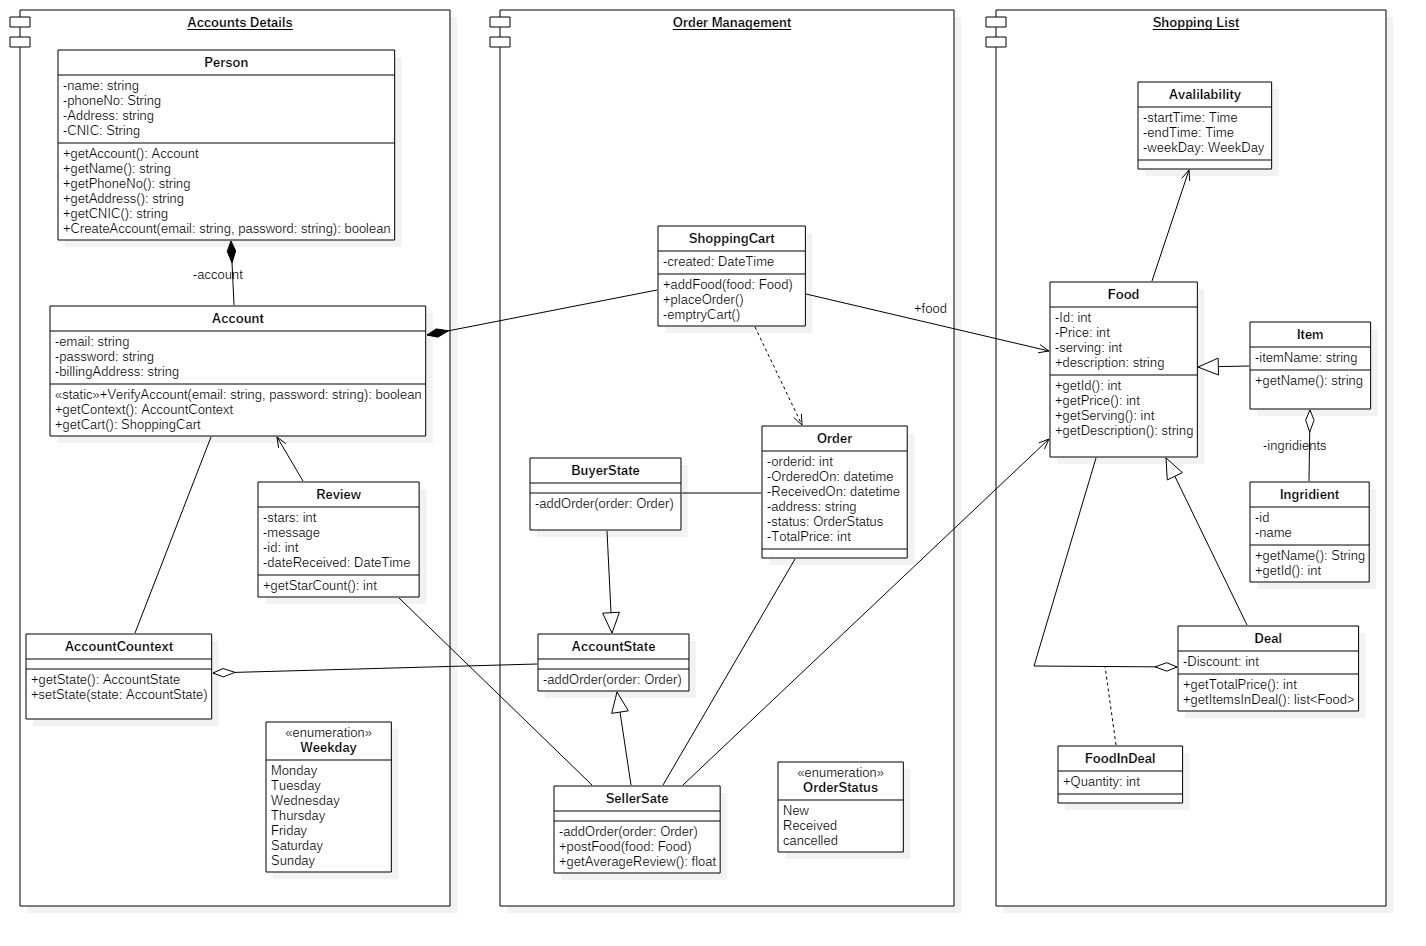 Accounts Details
Person
-name: string
-phoneNo: String
-Address: string
-CNIC: String
+getAccount(): Account
+getName(): string
+getPhoneNo(): string
+getAddress(): string
+getCNIC(): string
+CreateAccount(email: string, password: string): boolean
-account
Account
-email: string
-password: string
-billingAddress: string
«static»+VerifyAccount(email: string, password: string): boolean
+getContext(): AccountContext
+getCart(): ShoppingCart
Review
-stars: int
-message
-id: int
-dateReceived: DateTime
+getStarCount(): int
AccountCountext
+getState(): AccountState
+setState(state: AccountState)
«enumeration»
Weekday
Monday
Tuesday
Wednesday
Thursday
Friday
Saturday
Sunday
Order Management
ShoppingCart
-created: DateTime
+addFood(food: Food)
+placeOrder()
-emptryCart()
+food
Order
-orderid: int
-OrderedOn: datetime
-ReceivedOn: datetime
-address: string
-status: OrderStatus
-TotalPrice: int
BuyerState
-addOrder(order: Order)
AccountState
-addOrder(order: Order)
SellerSate
-addOrder(order: Order)
+postFood(food: Food)
+getAverageReview(): float
«enumeration»
OrderStatus
New
Received
cancelled
Shopping List
Avalilability
-startTime: Time
-endTime: Time
-weekDay: WeekDay
Food
-Id: int
-Price: int
-serving: int
+description: string
+getId(): int
+getPrice(): int
+getServing(): int
+getDescription(): string
Item
-itemName: string
+getName(): string
-ingridients
Ingridient
-id
-name
+getName(): String
+getId(): int
Deal
-Discount: int
+getTotalPrice(): int
+getItemsInDeal(): list<Food>
FoodInDeal
+Quantity: int